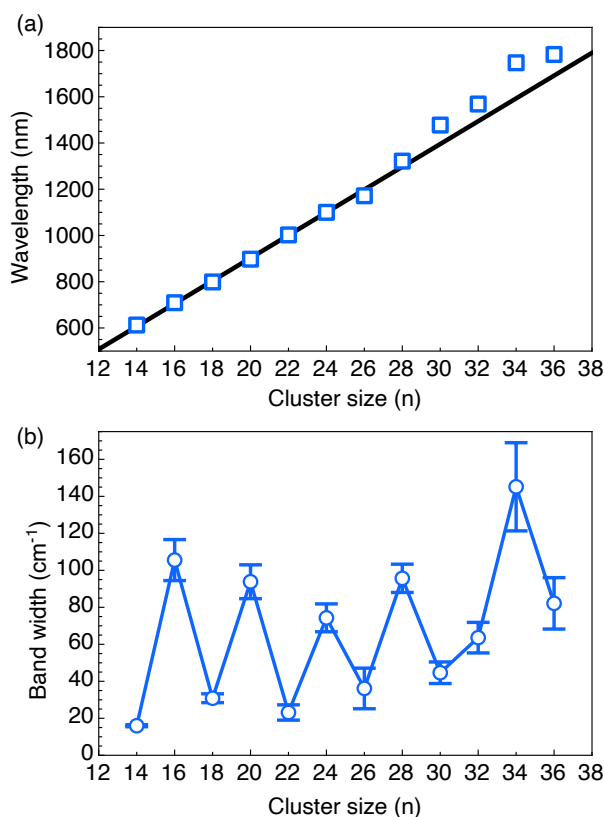 (a)
1800
1600
1400
1200
1000
800
600
Wavelength (nm)
12 14 16 18 20 22 24 26 28 30 32 34 36 38
Cluster size (n)
(b)
160
140
120
100
80
60
40
20
0
Band width (cm⁻¹)
12 14 16 18 20 22 24 26 28 30 32 34 36 38
Cluster size (n)